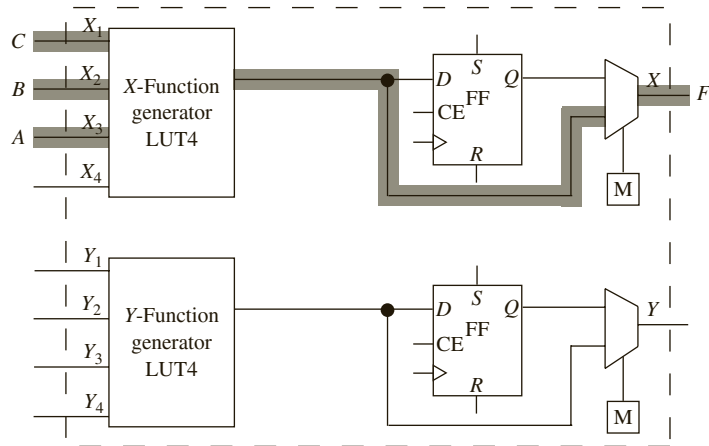 C X₁
B X₂
A X₃
X₄
X-Function
generator
LUT4
S
D Q
CE FF
R
X F
M
Y₁
Y₂
Y₃
Y₄
Y-Function
generator
LUT4
S
D Q
CE FF
R
Y
M